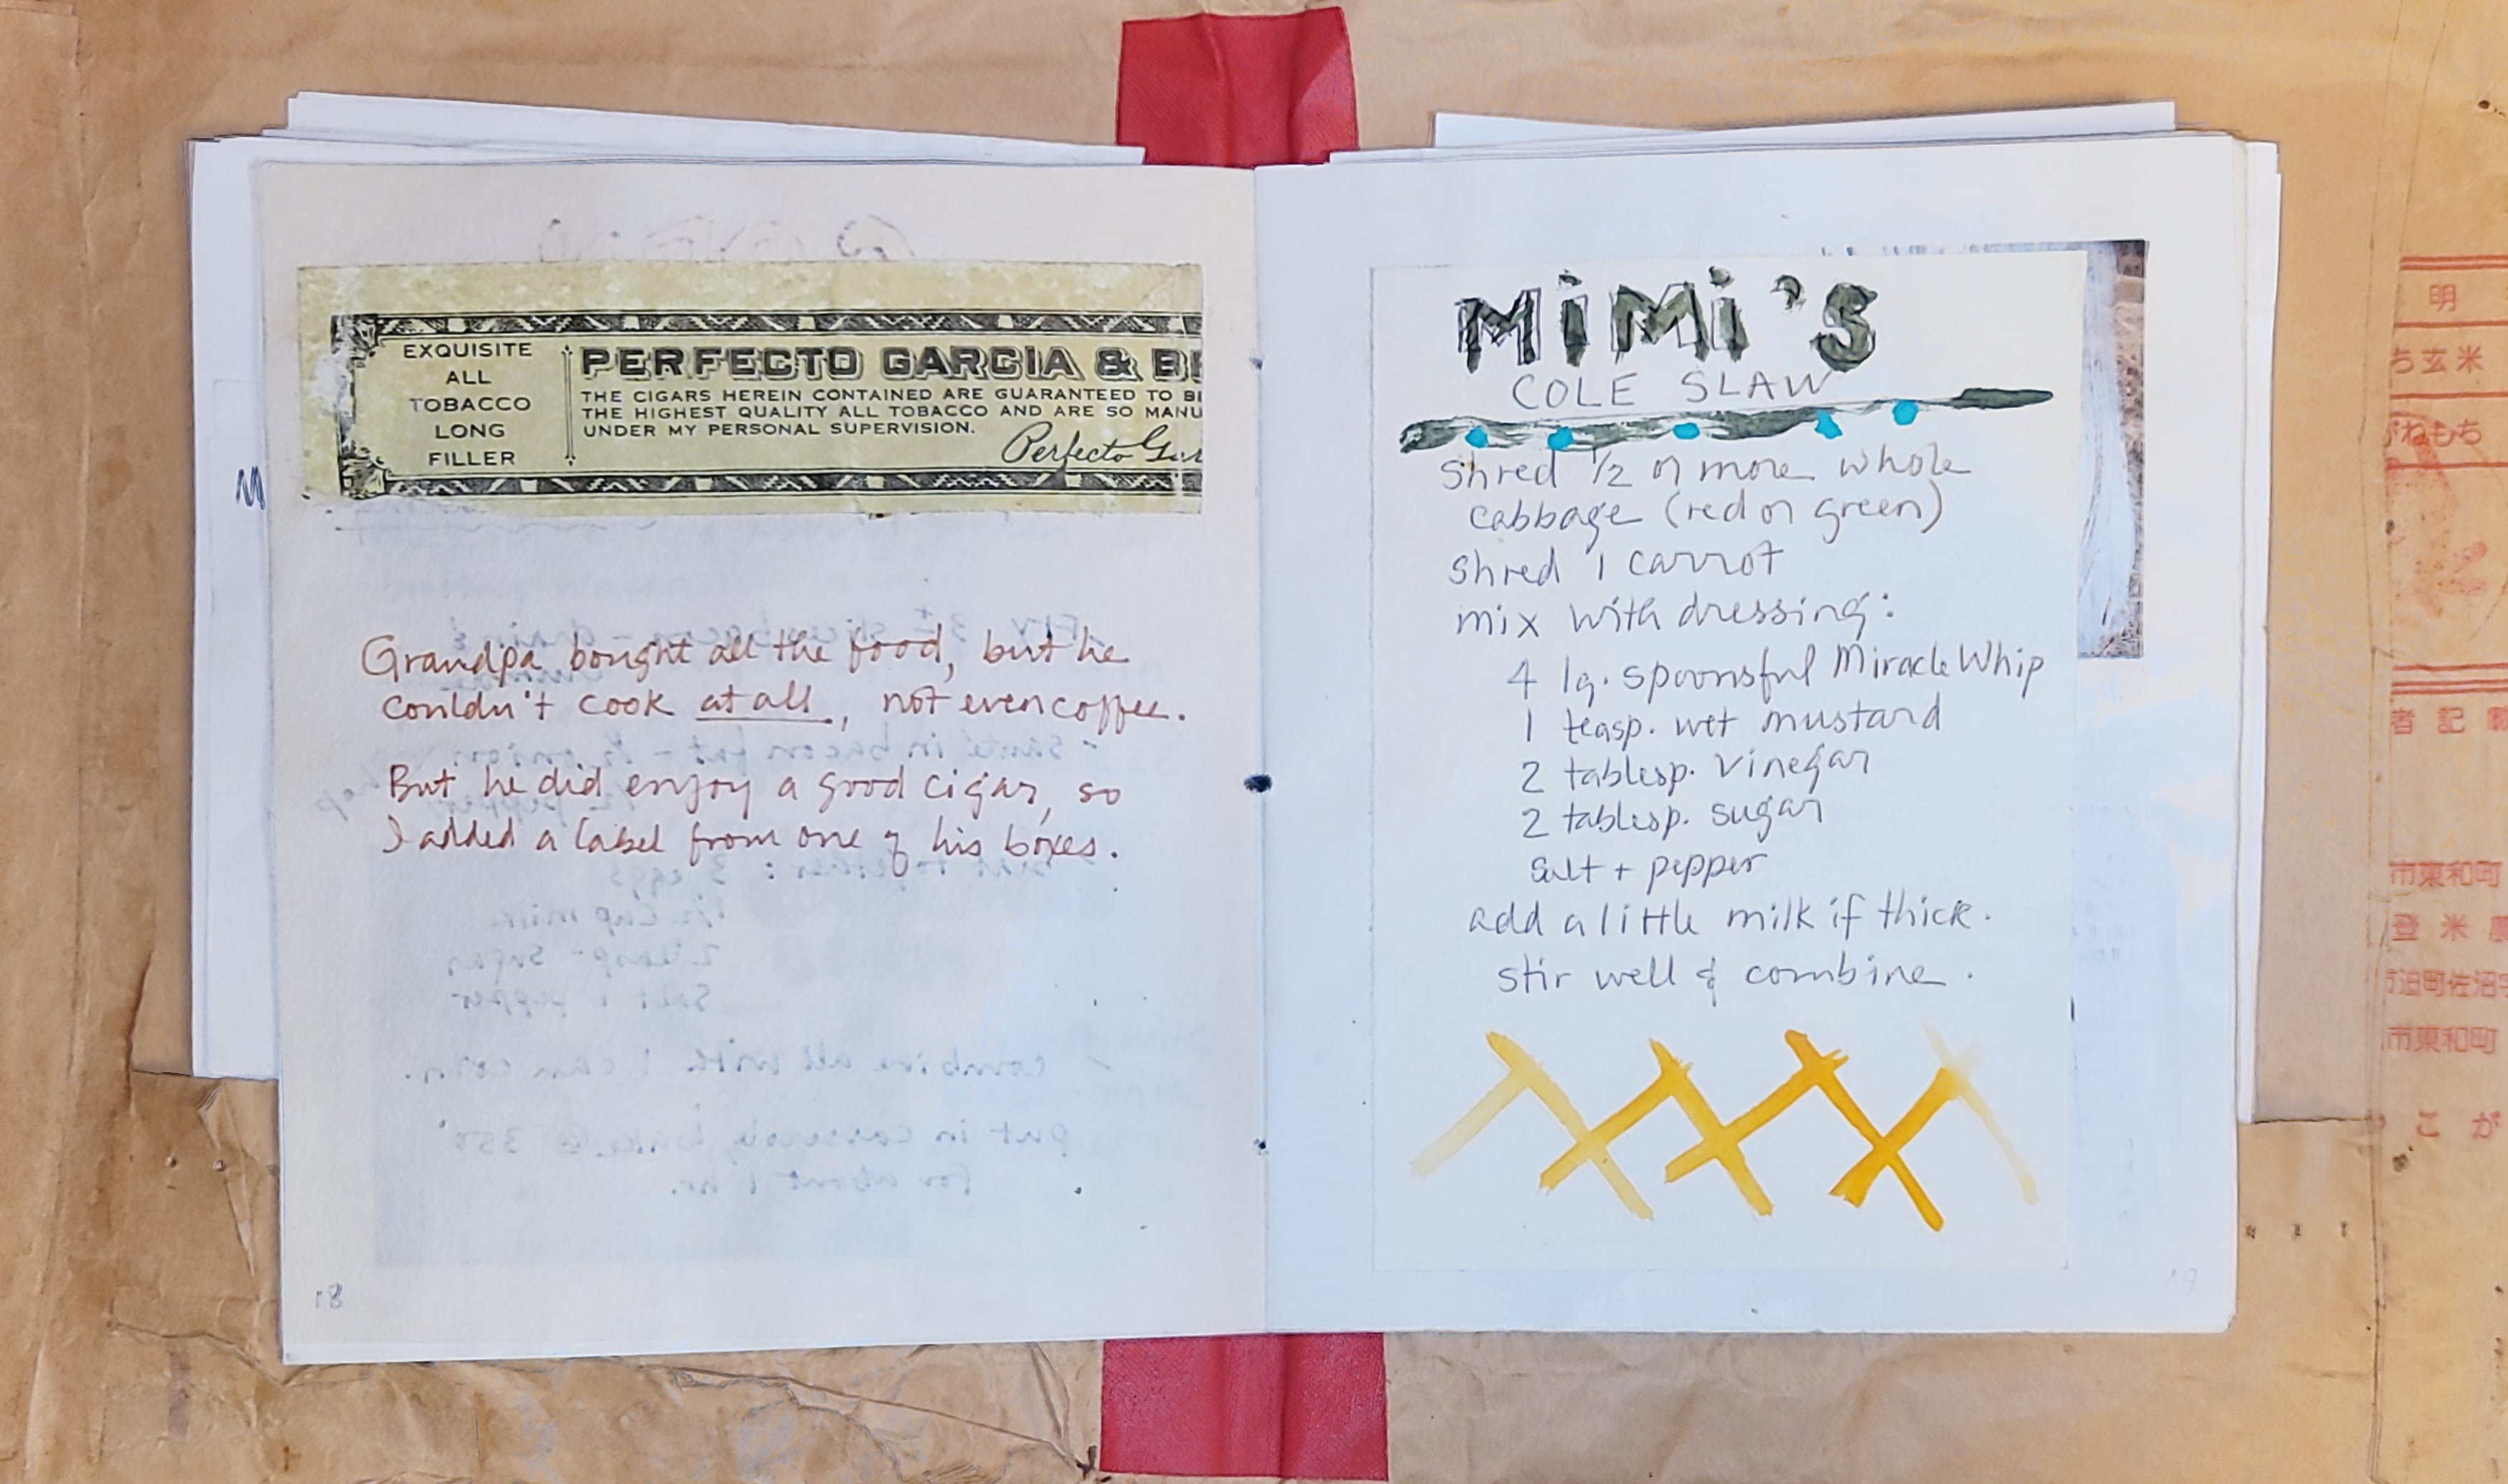 EXQUISITE
ALL
TOBACCO
LONG
FILLER
PERFECTO GARCIA & B
THE CIGARS HEREIN CONTAINED ARE GUARANTEED TO B
THE HIGHEST QUALITY ALL TOBACCO AND ARE SO MANU
UNDER MY PERSONAL SUPERVISION.
Perfecto Gar
Grandpa bought all the food, but he
couldn't cook at all, not even coffee.
But he did enjoy a good cigar, so
I added a label from one of his boxes.
18
MiMi's
COLE SLAW
shred 1/2 or more whole
cabbage (red or green)
shred 1 carrot
mix with dressing:
4 lg. spoonsful Miracle Whip
1 teasp. wet mustard
2 tablesp. vinegar
2 tablesp. sugar
salt + pepper
add a little milk if thick.
stir well & combine.
19
明
ち玄米
がねもち
者記載
市東和町
登米
市迫町佐沼字
市東和町
こが